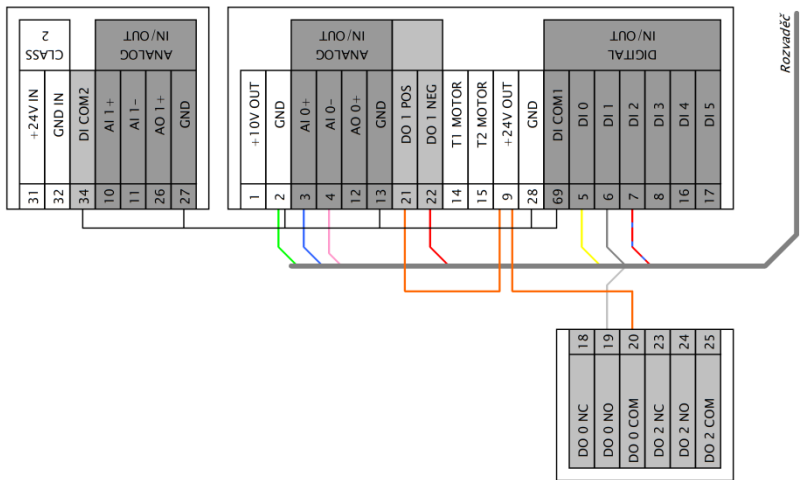 CLASS
2
ANALOG
IN/OUT
+24V IN
GND IN
DI COM2
AI 1+
AI 1-
AO 1+
GND
31
32
34
10
11
26
27
ANALOG
IN/OUT
DIGITAL
IN/OUT
+10V OUT
GND
AI 0+
AI 0-
AO 0+
GND
DO 1 POS
DO 1 NEG
T1 MOTOR
T2 MOTOR
+24V OUT
GND
DI COM1
DI 0
DI 1
DI 2
DI 3
DI 4
DI 5
1
2
3
4
12
13
21
22
14
15
9
28
69
5
6
7
8
16
17
Rozvaděč
18
19
20
23
24
25
DO 0 NC
DO 0 NO
DO 0 COM
DO 2 NC
DO 2 NO
DO 2 COM